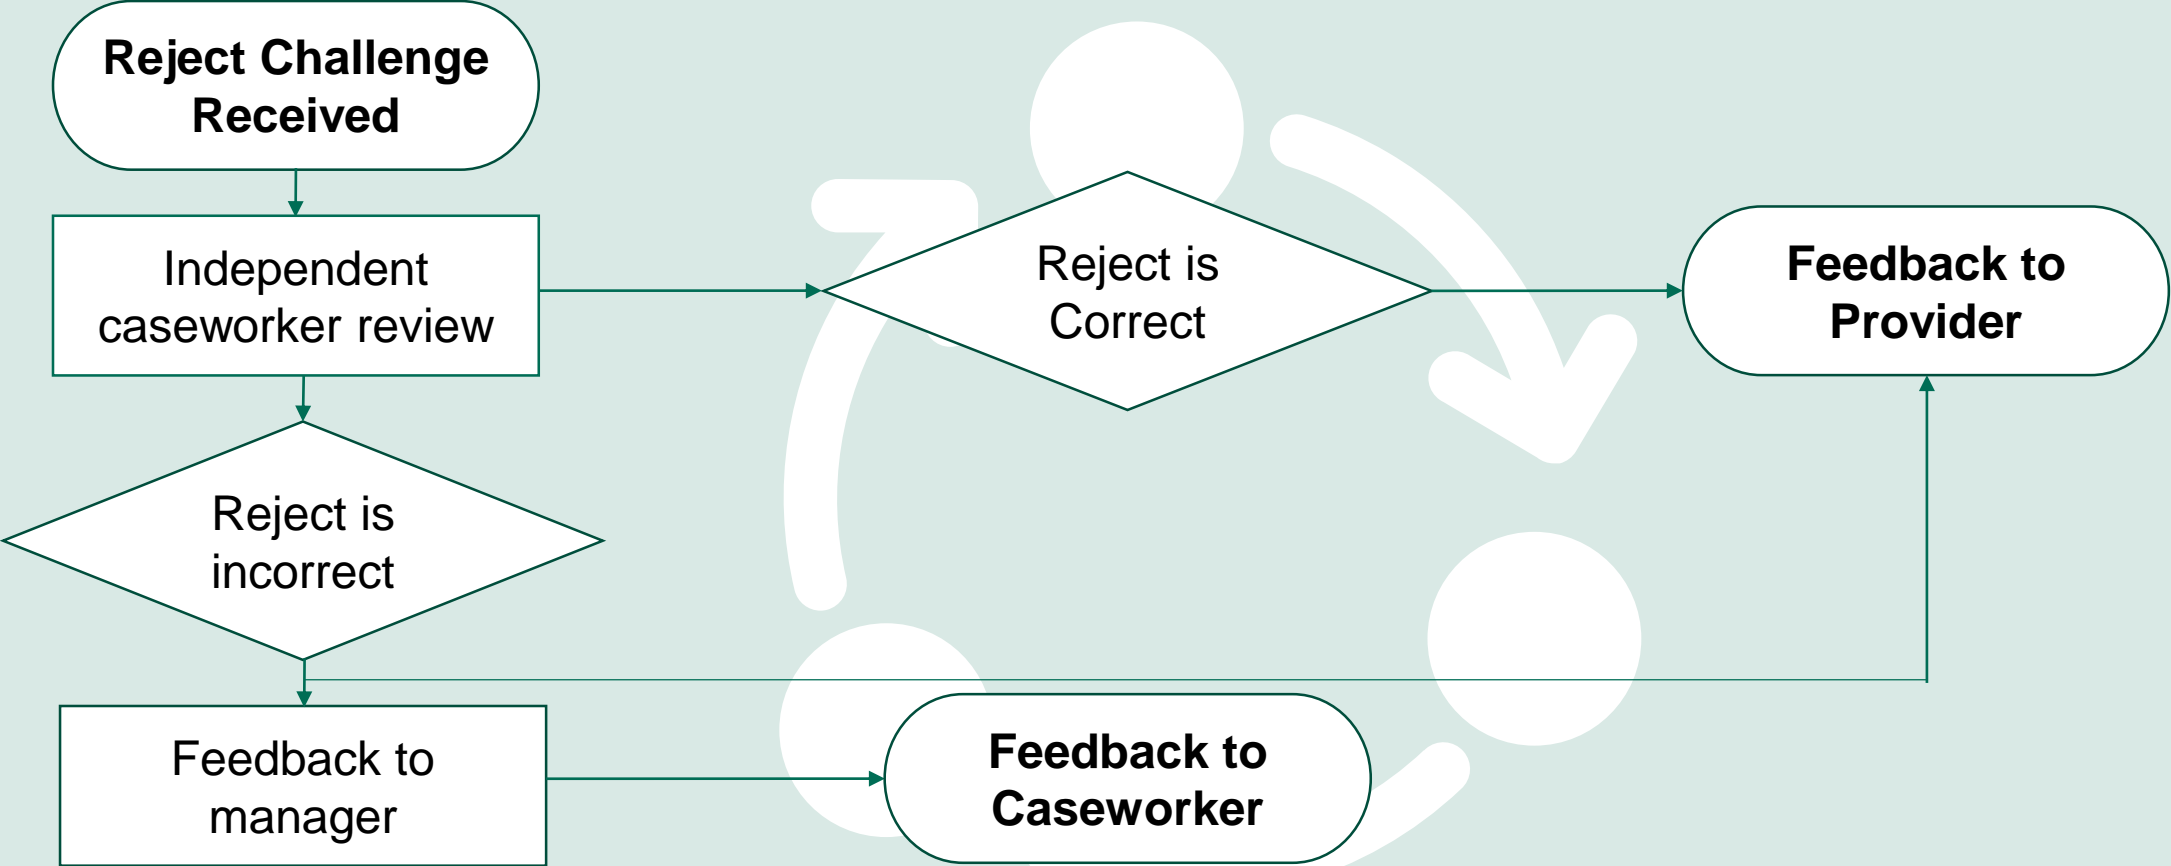 Reject Challenge
Received
Independent
caseworker review
Reject is
Correct
Feedback to
Provider
Reject is
incorrect
Feedback to
manager
Feedback to
Caseworker